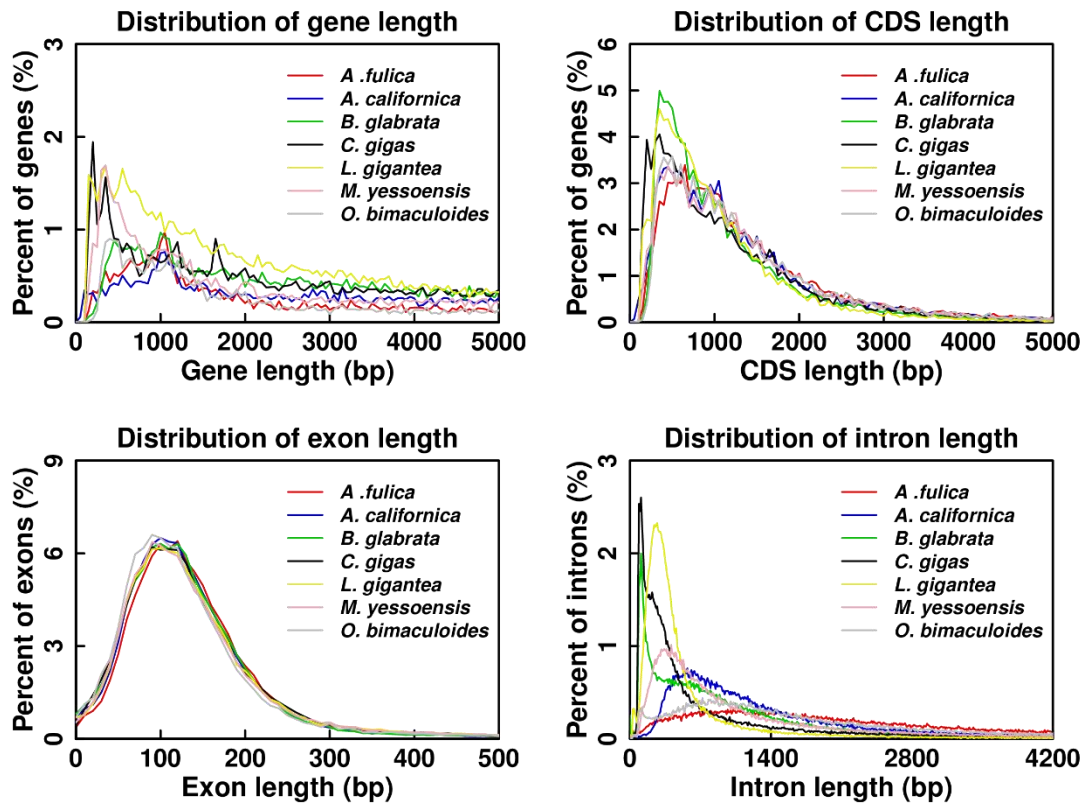 Distribution of gene length
Percent of genes (%)
3
2
1
0
A .fulica
A. californica
B. glabrata
C. gigas
L. gigantea
M. yessoensis
O. bimaculoides
0 1000 2000 3000 4000 5000
Gene length (bp)
Distribution of CDS length
Percent of genes (%)
6
5
4
3
2
1
0
A .fulica
A. californica
B. glabrata
C. gigas
L. gigantea
M. yessoensis
O. bimaculoides
0 1000 2000 3000 4000 5000
CDS length (bp)
Distribution of exon length
Percent of exons (%)
9
6
3
0
A .fulica
A. californica
B. glabrata
C. gigas
L. gigantea
M. yessoensis
O. bimaculoides
0 100 200 300 400 500
Exon length (bp)
Distribution of intron length
Percent of introns (%)
3
2
1
0
A .fulica
A. californica
B. glabrata
C. gigas
L. gigantea
M. yessoensis
O. bimaculoides
0 1400 2800 4200
Intron length (bp)